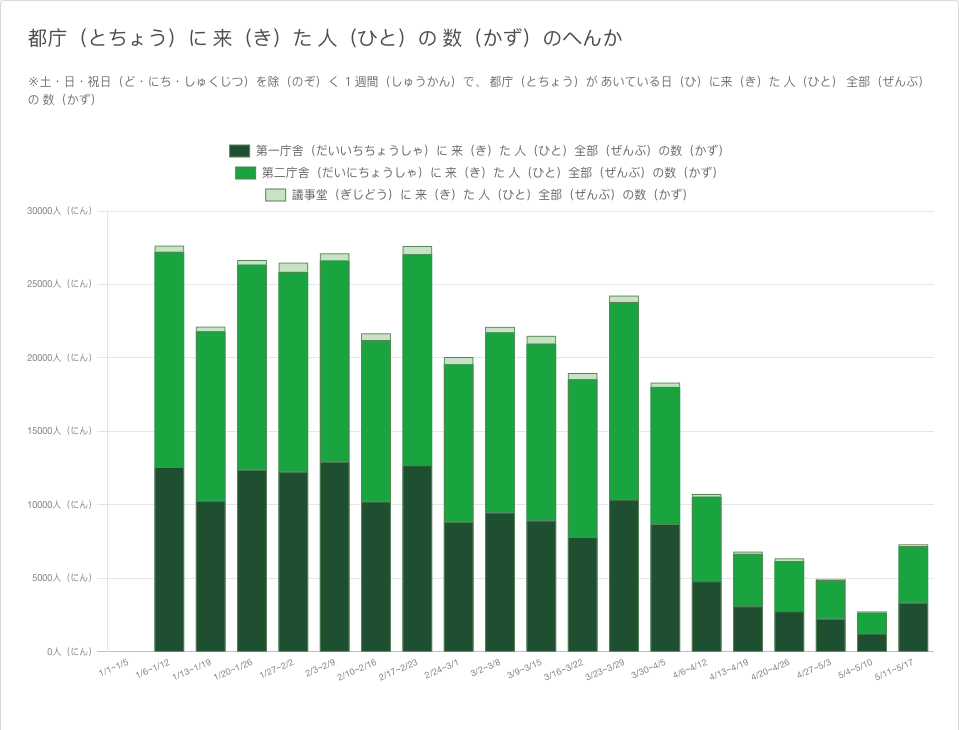 都庁（とちょう）に 来（き）た 人（ひと）の 数（かず）のへんか
※土・日・祝日（ど・にち・しゅくじつ）を除（のぞ）く 1 週間（しゅうかん）で、 都庁（とちょう）が あいている日（ひ）に来（き）た 人（ひと） 全部（ぜんぶ）
の 数（かず）
第一庁舎（だいいちちょうしゃ）に 来（き）た 人（ひと）全部（ぜんぶ）の数（かず）
第二庁舎（だいにちょうしゃ）に 来（き）た 人（ひと）全部（ぜんぶ）の数（かず）
議事堂（ぎじどう）に 来（き）た 人（ひと）全部（ぜんぶ）の数（かず）
30000人（にん）
25000人（にん）
20000人（にん）
15000人（にん）
10000人（にん）
5000人（にん）
0人（にん）
1/1~1/5 1/6~1/12 1/13~1/19 1/20~1/26 1/27~2/2 2/3~2/9 2/10~2/16 2/17~2/23 2/24~3/1 3/2~3/8 3/9~3/15 3/16~3/22 3/23~3/29 3/30~4/5 4/6~4/12 4/13~4/19 4/20~4/26 4/27~5/3 5/4~5/10 5/11~5/17